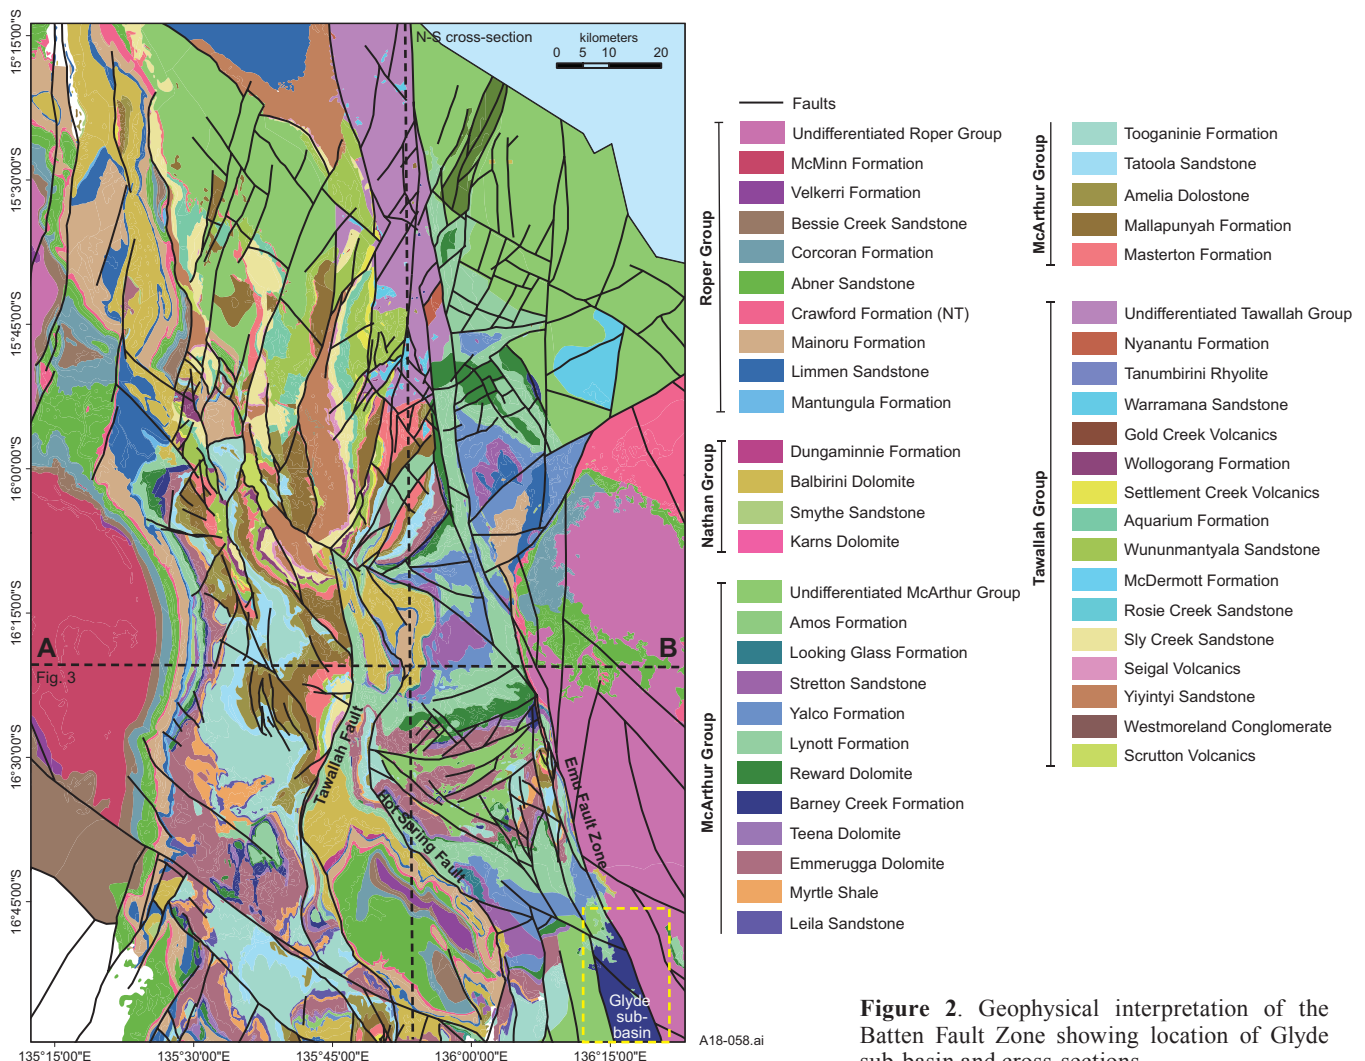 N-S cross-section
kilometers
0 5 10 20
15°15'00"S
15°30'00"S
15°45'00"S
16°0'00"S
16°15'00"S
16°30'00"S
16°45'00"S
A
B
Fig. 3
Tawallah Fault
Hot Spring Fault
Emu Fault Zone
Glyde
sub-
basin
135°15'00"E
135°30'00"E
135°45'00"E
136°00'0"E
136°15'00"E
A18-058.ai
Faults
Roper Group
Undifferentiated Roper Group
McMinn Formation
Velkerri Formation
Bessie Creek Sandstone
Corcoran Formation
Abner Sandstone
Crawford Formation (NT)
Mainoru Formation
Limmen Sandstone
Mantungula Formation
Nathan Group
Dungaminnie Formation
Balbirini Dolomite
Smythe Sandstone
Karns Dolomite
McArthur Group
Undifferentiated McArthur Group
Amos Formation
Looking Glass Formation
Stretton Sandstone
Yalco Formation
Lynott Formation
Reward Dolomite
Barney Creek Formation
Teena Dolomite
Emmerugga Dolomite
Myrtle Shale
Leila Sandstone
McArthur Group
Tooganinie Formation
Tatoola Sandstone
Amelia Dolostone
Mallapunyah Formation
Masterton Formation
Tawallah Group
Undifferentiated Tawallah Group
Nyanantu Formation
Tanumbirini Rhyolite
Warramana Sandstone
Gold Creek Volcanics
Wollogorang Formation
Settlement Creek Volcanics
Aquarium Formation
Wununmantyala Sandstone
McDermott Formation
Rosie Creek Sandstone
Sly Creek Sandstone
Seigal Volcanics
Yiyintyi Sandstone
Westmoreland Conglomerate
Scrutton Volcanics
Figure 2. Geophysical interpretation of the
Batten Fault Zone showing location of Glyde
sub-basin and cross-sections